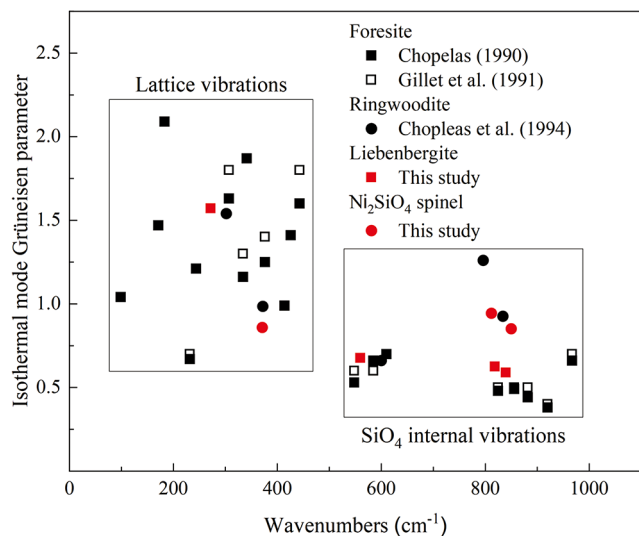 Isothermal mode Grüneisen parameter
2.5
2.0
1.5
1.0
0.5
Lattice vibrations
Foresite
Chopelas (1990)
Gillet et al. (1991)
Ringwoodite
Chopleas et al. (1994)
Liebenbergite
This study
Ni₂SiO₄ spinel
This study
SiO₄ internal vibrations
0 200 400 600 800 1000
Wavenumbers (cm⁻¹)